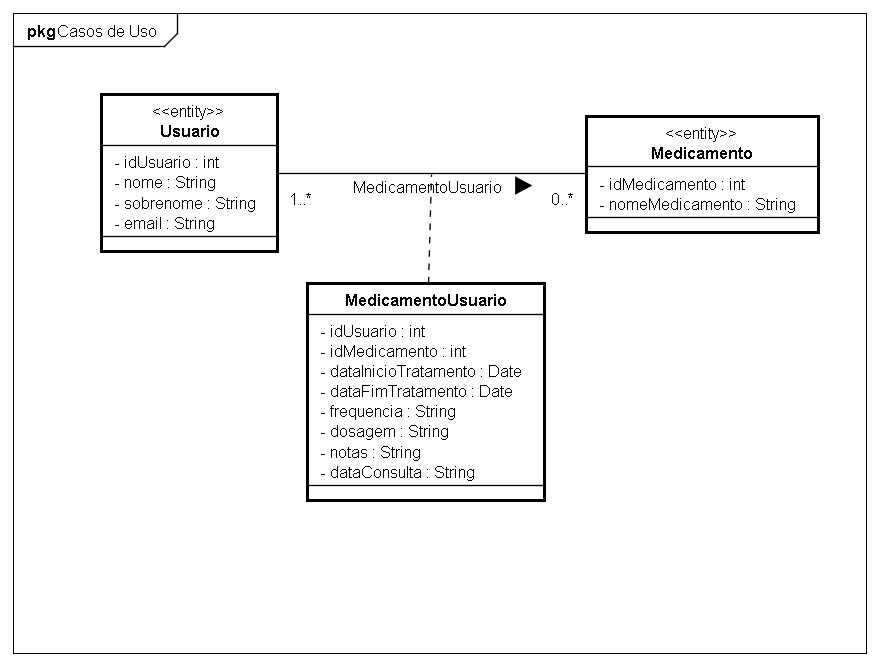 pkg Casos de Uso
<<entity>>
Usuario
- idUsuario : int
- nome : String
- sobrenome : String
- email : String
1..*
MedicamentoUsuario
0..*
<<entity>>
Medicamento
- idMedicamento : int
- nomeMedicamento : String
MedicamentoUsuario
- idUsuario : int
- idMedicamento : int
- dataInicioTratamento : Date
- dataFimTratamento : Date
- frequencia : String
- dosagem : String
- notas : String
- dataConsulta : String